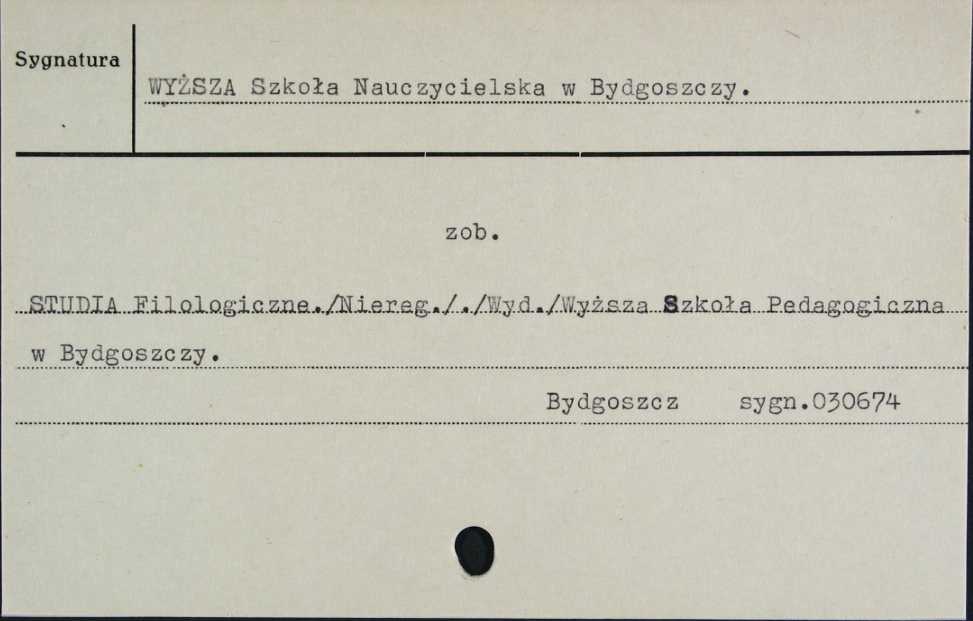 Sygnatura
WYŻSZA Szkoła Nauczycielska w Bydgoszczy.
zob.
STUDIA Filologiczne./Niereg././Wyd./Wyższa Szkoła Pedagogiczna
w Bydgoszczy.
Bydgoszcz sygn.030674